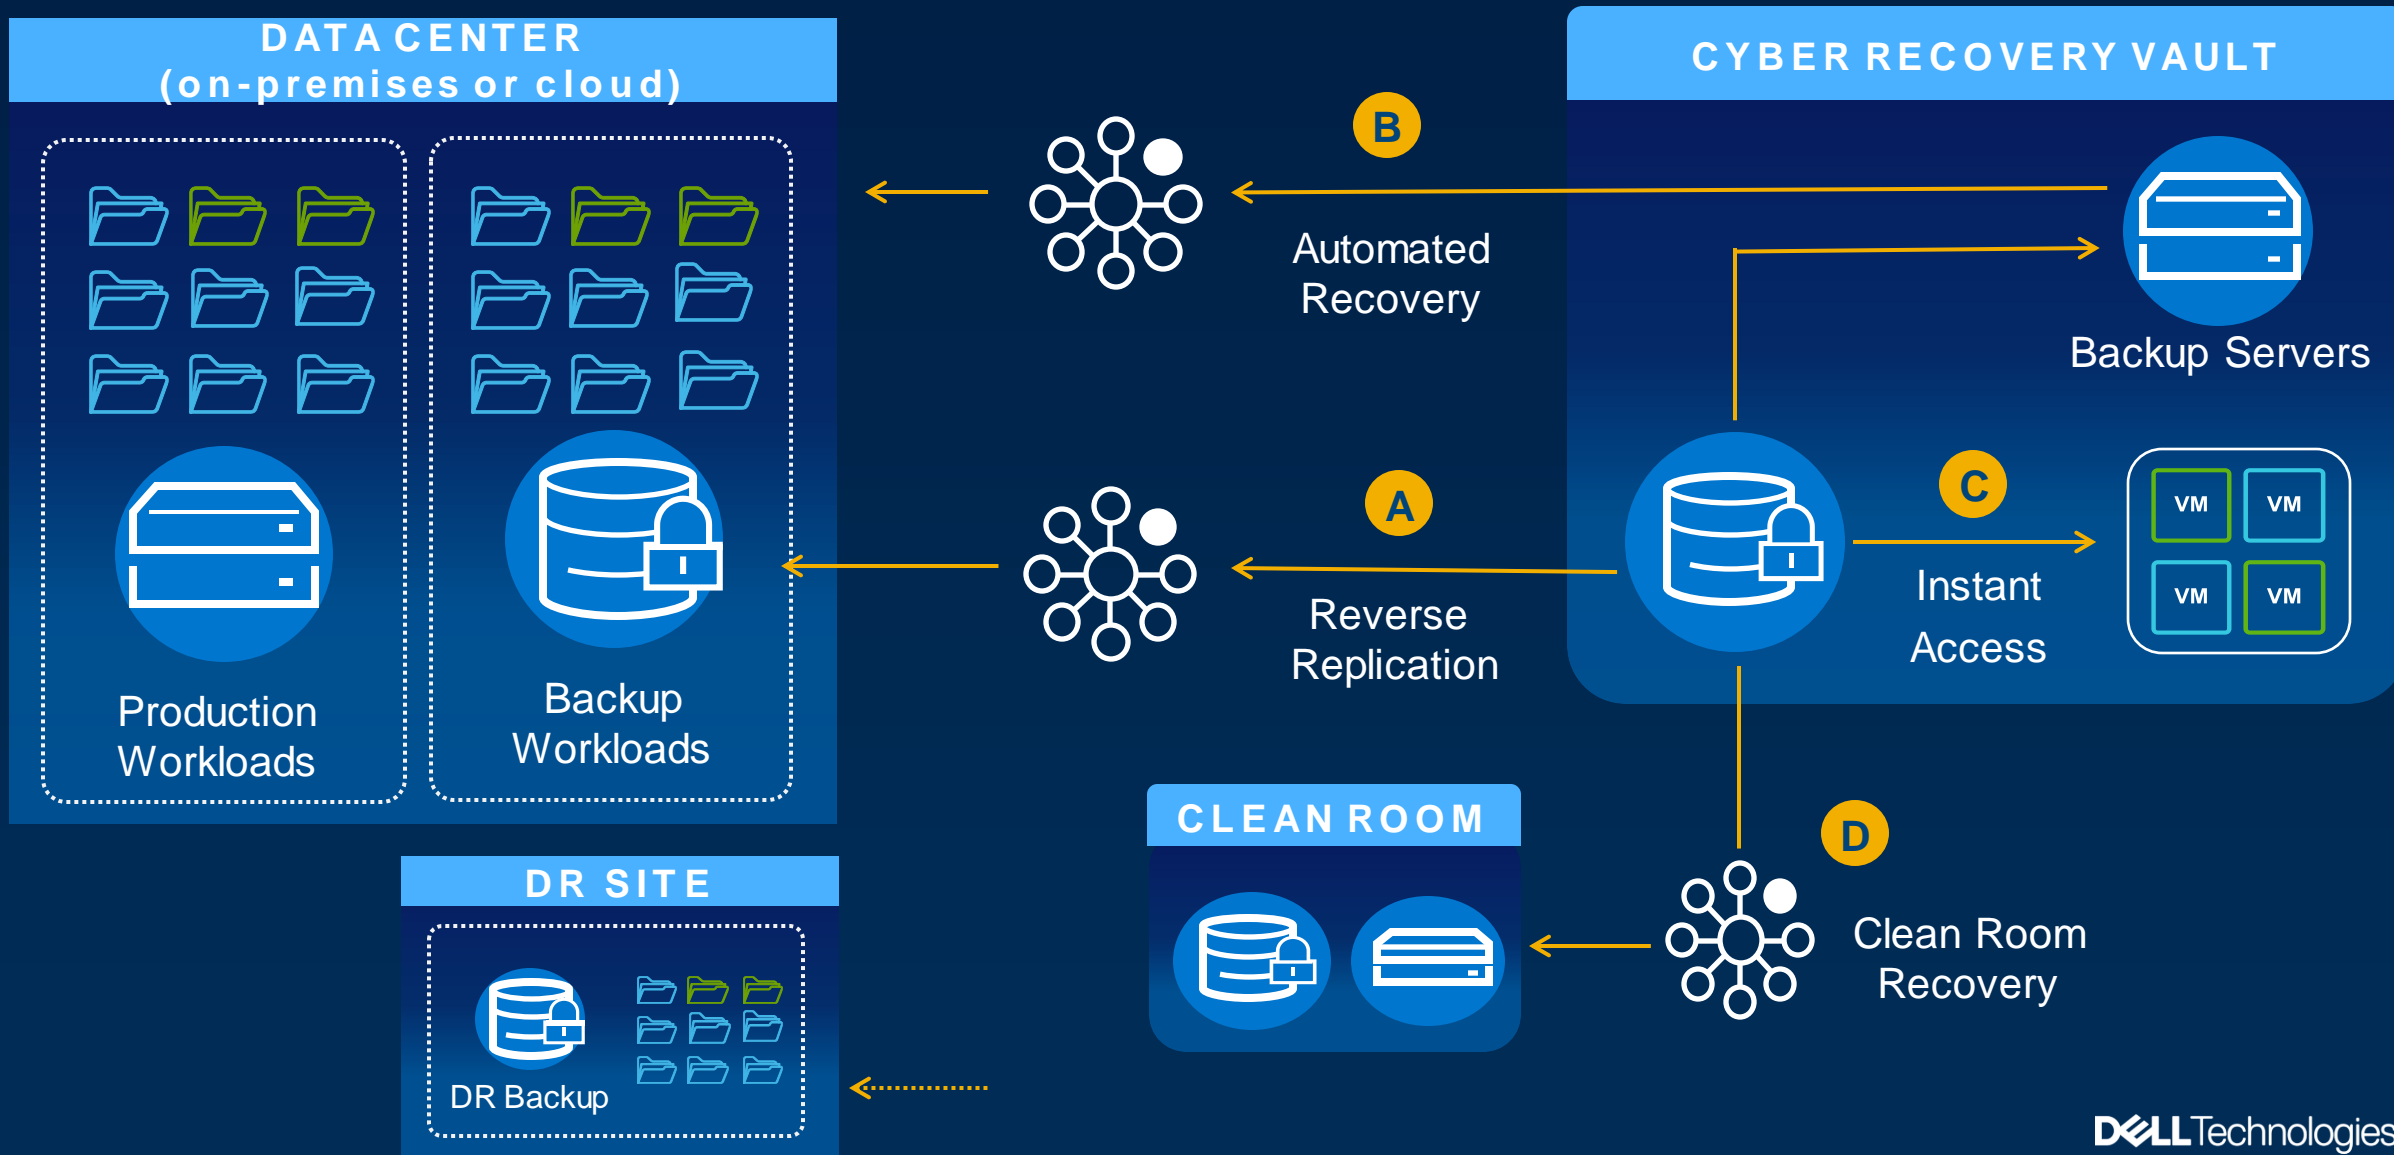 DATA CENTER
(on-premises or cloud)
Production
Workloads
Backup
Workloads
B
Automated
Recovery
A
Reverse
Replication
CYBER RECOVERY VAULT
Backup Servers
C
Instant
Access
VM VM
VM VM
D
Clean Room
Recovery
CLEAN ROOM
DR SITE
DR Backup
DELLTechnologies